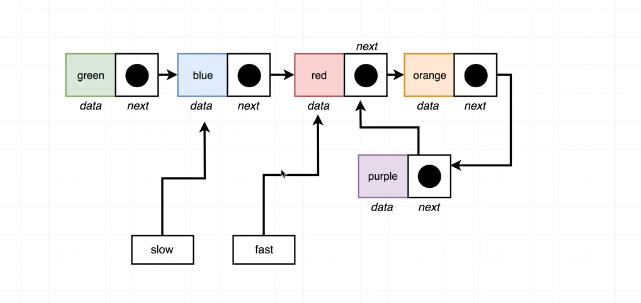 next
green
blue
red
orange
data
next
data
next
data
data
next
purple
data
next
slow
fast